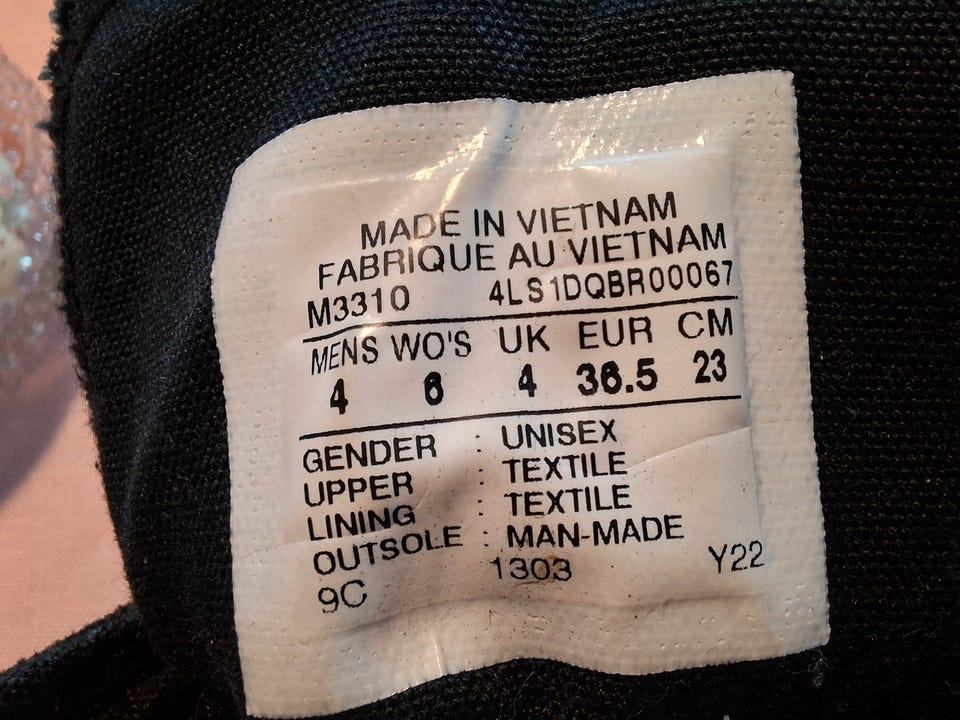 MADE IN VIETNAM
FABRIQUE AU VIETNAM
M3310 4LS1DQBR00067
MENS WO'S UK EUR CM
4 6 4 36.5 23
GENDER : UNISEX
UPPER : TEXTILE
LINING : TEXTILE
OUTSOLE : MAN-MADE
9C 1303 Y22